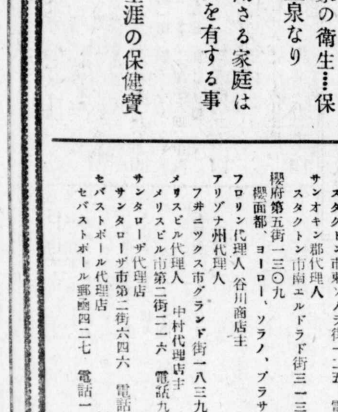 の衛生……保
泉なり
さる家庭は
を有する事
涯の保健寶
サンオキン郡代理人
スタクトン市南エルドラド街三一三
櫻府第五街一三〇九
櫻面都、ヨーロー、ソラノ、プラサ
フロリン代理人 谷川商店主
アリゾナ州代理人
フ井ニツクス市グランド街一八三九
メリスビル代理人 中村代理店主
メリスビル市第二街二一六 電話九
サンタローザ代理店
サンタローザ市第二街六四六 電話
セバストポール代理店
セバストポール郵凾四二七 電話一